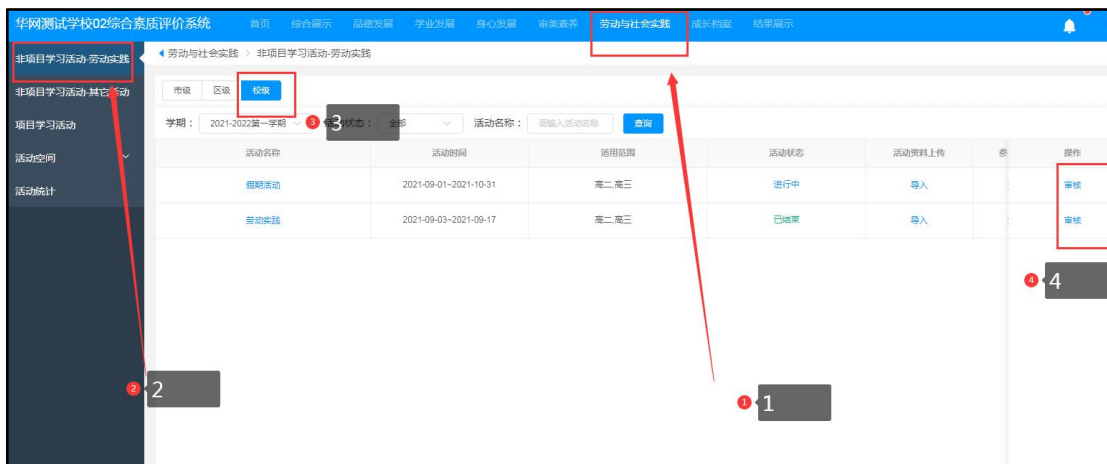 华网测试学校02综合素质评价系统 首页 综合展示 品德发展 学业发展 身心发展 审美素养 劳动与社会实践 成长档案 结果展示
非项目学习活动-劳动实践 劳动与社会实践 > 非项目学习活动-劳动实践
非项目学习活动-其它活动 市级 区级 校级
项目学习活动 学期: 2021-2022第一学期 3 3 活动状态: 全部 活动名称: 请输入活动名称 查询
活动空间 活动名称 活动时间 适用范围 活动状态 活动资料上传 参 操作
假期活动 2021-09-01~2021-10-31 高二,高三 进行中 导入 审核
活动统计
劳动实践 2021-09-03~2021-09-17 高二,高三 已结束 导入 审核
4 4
2 2
1 1